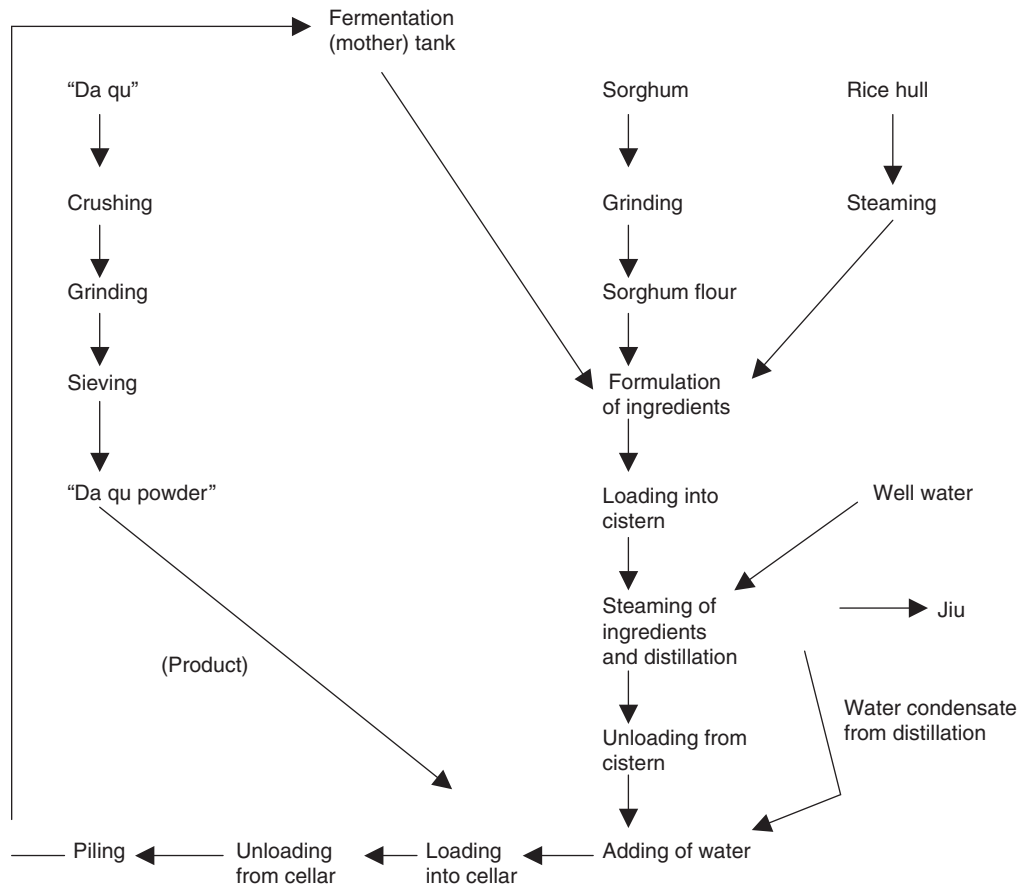 Fermentation
(mother) tank
“Da qu”
Sorghum
Rice hull
Crushing
Grinding
Steaming
Grinding
Sorghum flour
Sieving
Formulation
of ingredients
“Da qu powder”
Loading into
cistern
Well water
Steaming of
ingredients
and distillation
Jiu
(Product)
Water condensate
from distillation
Unloading from
cistern
Piling
Unloading
from cellar
Loading
into cellar
Adding of water